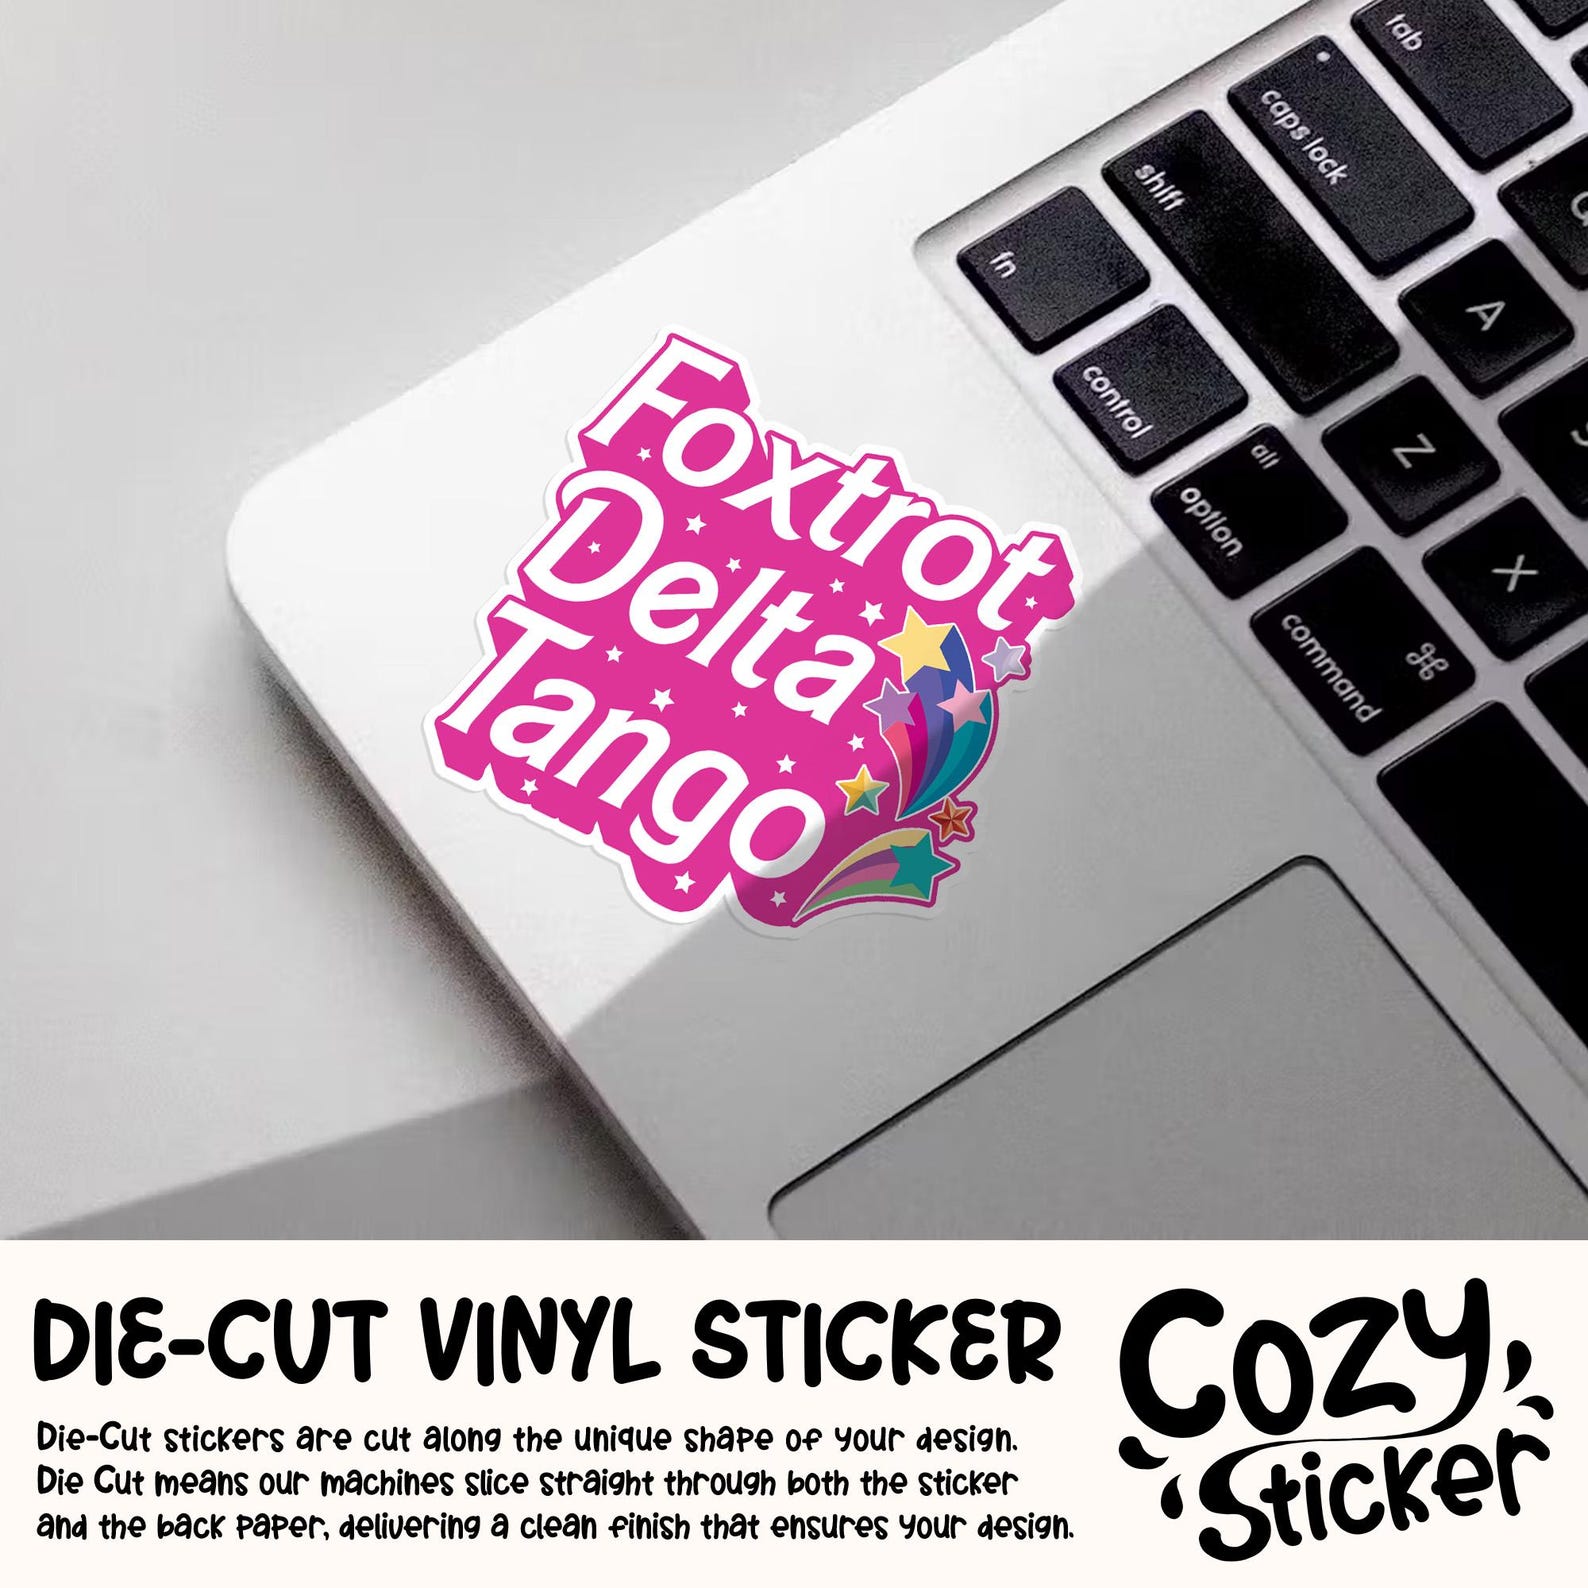 Foxtrot
Delta
Tango
tab
caps lock
shift
fn
A
control
Z
alt
option
X
⌘
command
DIE-CUT VINYL STICKER
Die-Cut stickers are cut along the unique shape of your design.
Die Cut means our machines slice straight through both the sticker
and the back paper, delivering a clean finish that ensures your design.
Cozy
Sticker